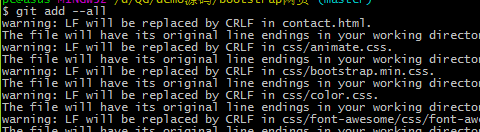 $ git add --all
warning: LF will be replaced by CRLF in contact.html.
The file will have its original line endings in your working director
warning: LF will be replaced by CRLF in css/animate.css.
The file will have its original line endings in your working director
warning: LF will be replaced by CRLF in css/bootstrap.min.css.
The file will have its original line endings in your working director
warning: LF will be replaced by CRLF in css/color.css.
The file will have its original line endings in your working director
warning: LF will be replaced by CRLF in css/font-awesome/css/font-aw
The file will have its original line endings in your working director